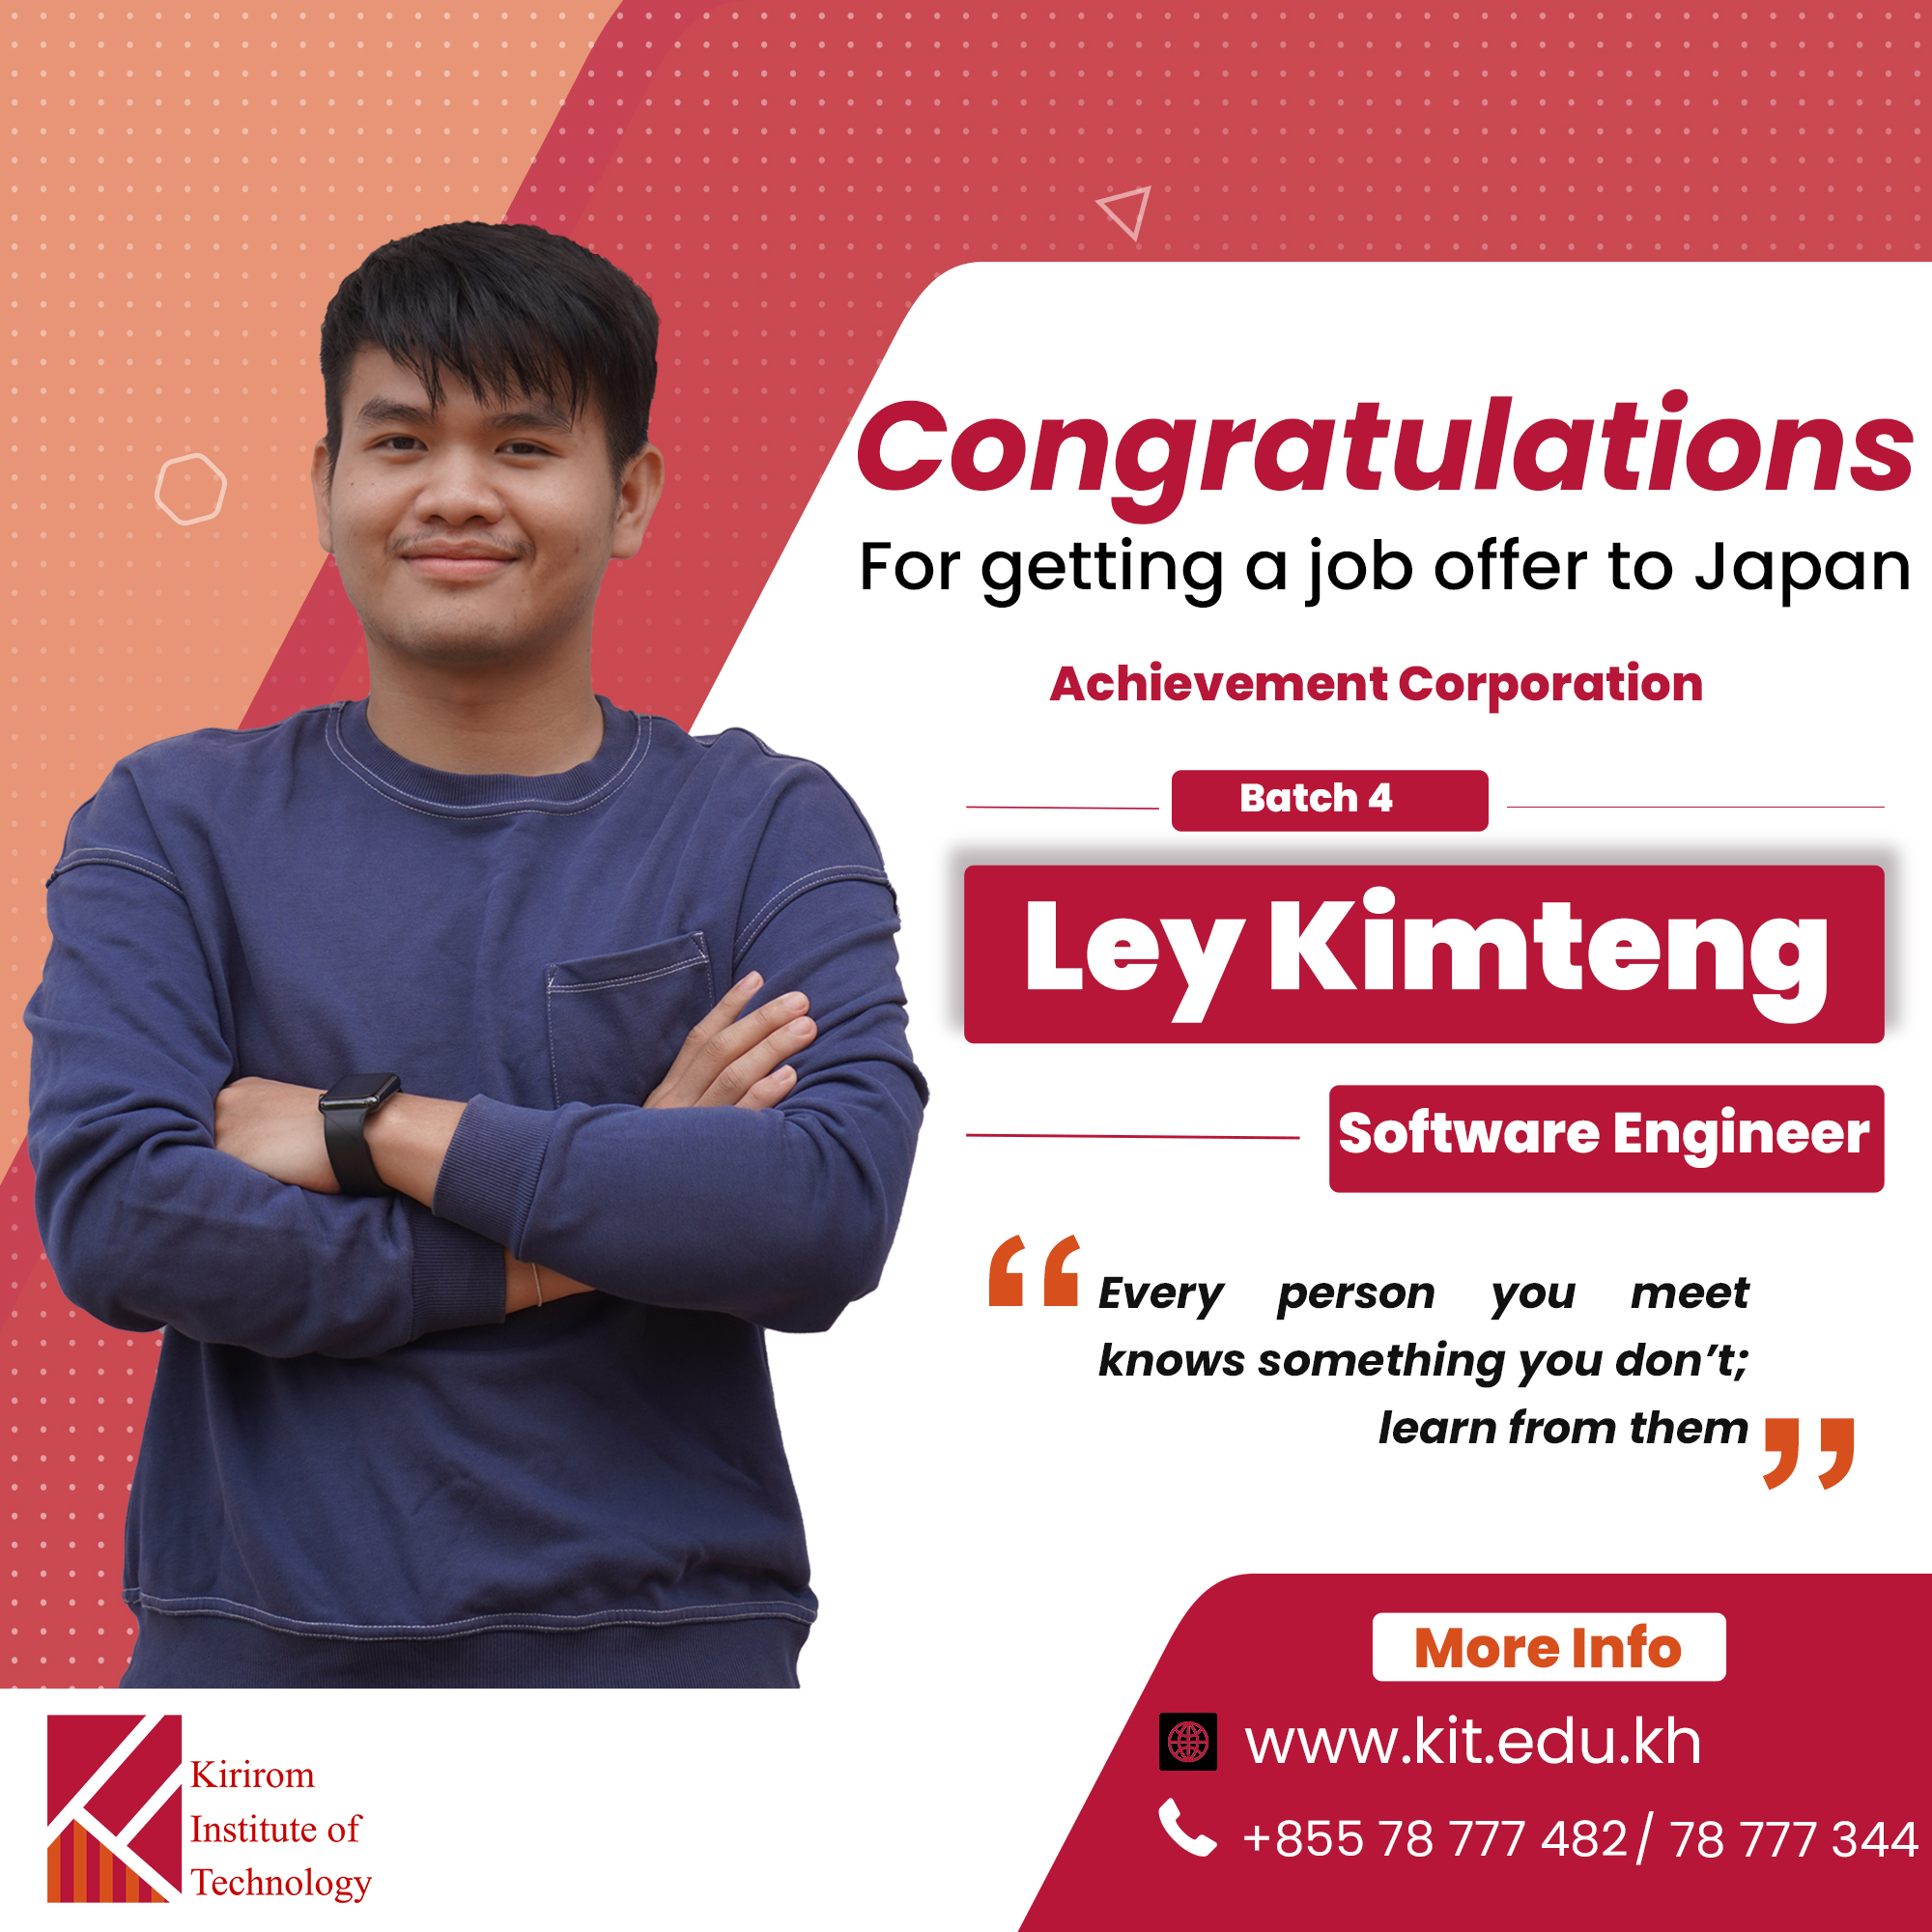 Congratulations
For getting a job offer to Japan
Achievement Corporation
Batch 4
Ley Kimteng
Software Engineer
“Every person you meet
knows something you don’t;
learn from them”
More Info
www.kit.edu.kh
+855 78 777 482/ 78 777 344
Kirirom
Institute of
Technology